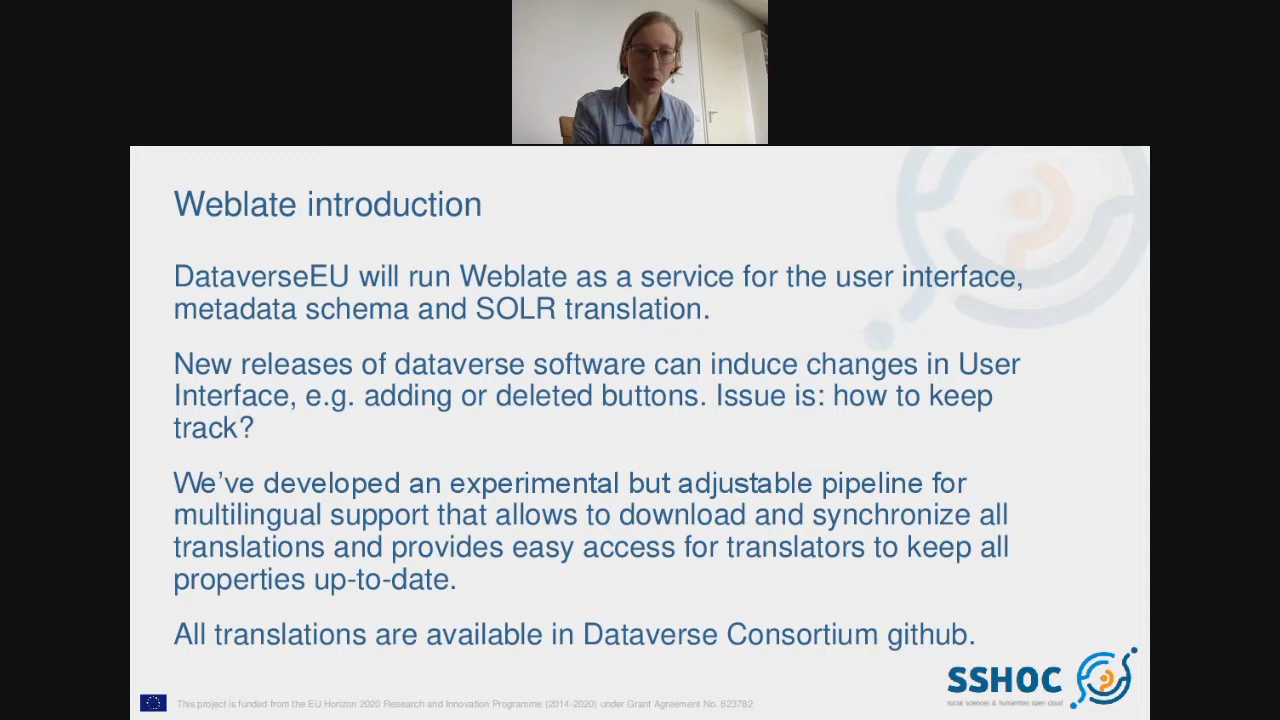 Weblate introduction
DataverseEU will run Weblate as a service for the user interface,
metadata schema and SOLR translation.
New releases of dataverse software can induce changes in User
Interface, e.g. adding or deleted buttons. Issue is: how to keep
track?
We've developed an experimental but adjustable pipeline for
multilingual support that allows to download and synchronize all
translations and provides easy access for translators to keep all
properties up-to-date.
All translations are available in Dataverse Consortium github.
SSHOC
social sciences & humanities open cloud
This project is funded from the EU Horizon 2020 Research and Innovation Programme (2014-2020) under Grant Agreement No. 823782